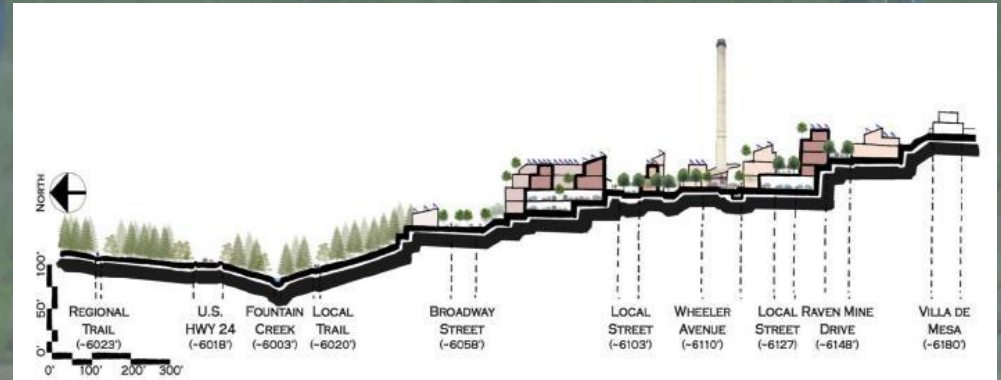 NORTH
100'
50'
0'
0' 100' 200' 300'
REGIONAL
TRAIL
(~6023')
U.S.
HWY 24
(~6018')
FOUNTAIN
CREEK
(~6003')
LOCAL
TRAIL
(~6020')
BROADWAY
STREET
(~6058')
LOCAL
STREET
(~6103')
WHEELER
AVENUE
(~6110')
LOCAL
STREET
(~6127)
RAVEN MINE
DRIVE
(~6148')
VILLA DE
MESA
(~6180')